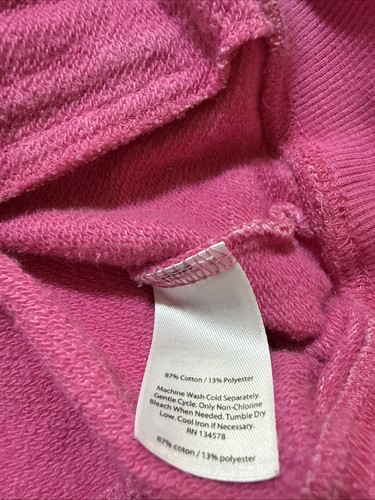 87% Cotton / 13% Polyester
Machine Wash Cold Separately.
Gentle Cycle. Only Non-Chlorine
Bleach When Needed. Tumble Dry
Low. Cool Iron if Necessary.
RN 134578
87% cotton / 13% polyester